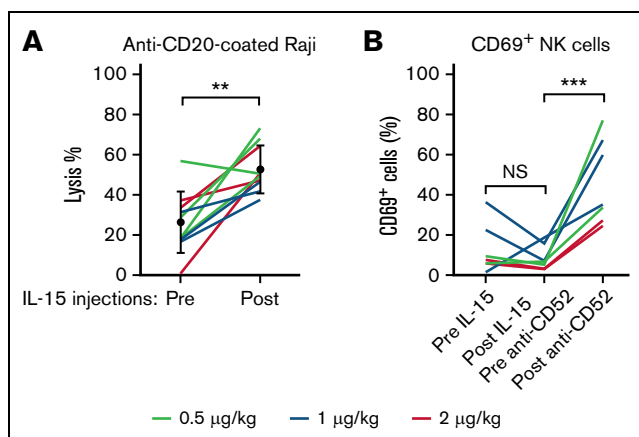 A
Anti-CD20-coated Raji
Lysis %
100
80
60
40
20
0
**
IL-15 injections: Pre Post
B
CD69+ NK cells
CD69+ cells (%)
100
80
60
40
20
0
NS
***
Pre IL-15
Post IL-15
Pre anti-CD52
Post anti-CD52
0.5 µg/kg 1 µg/kg 2 µg/kg